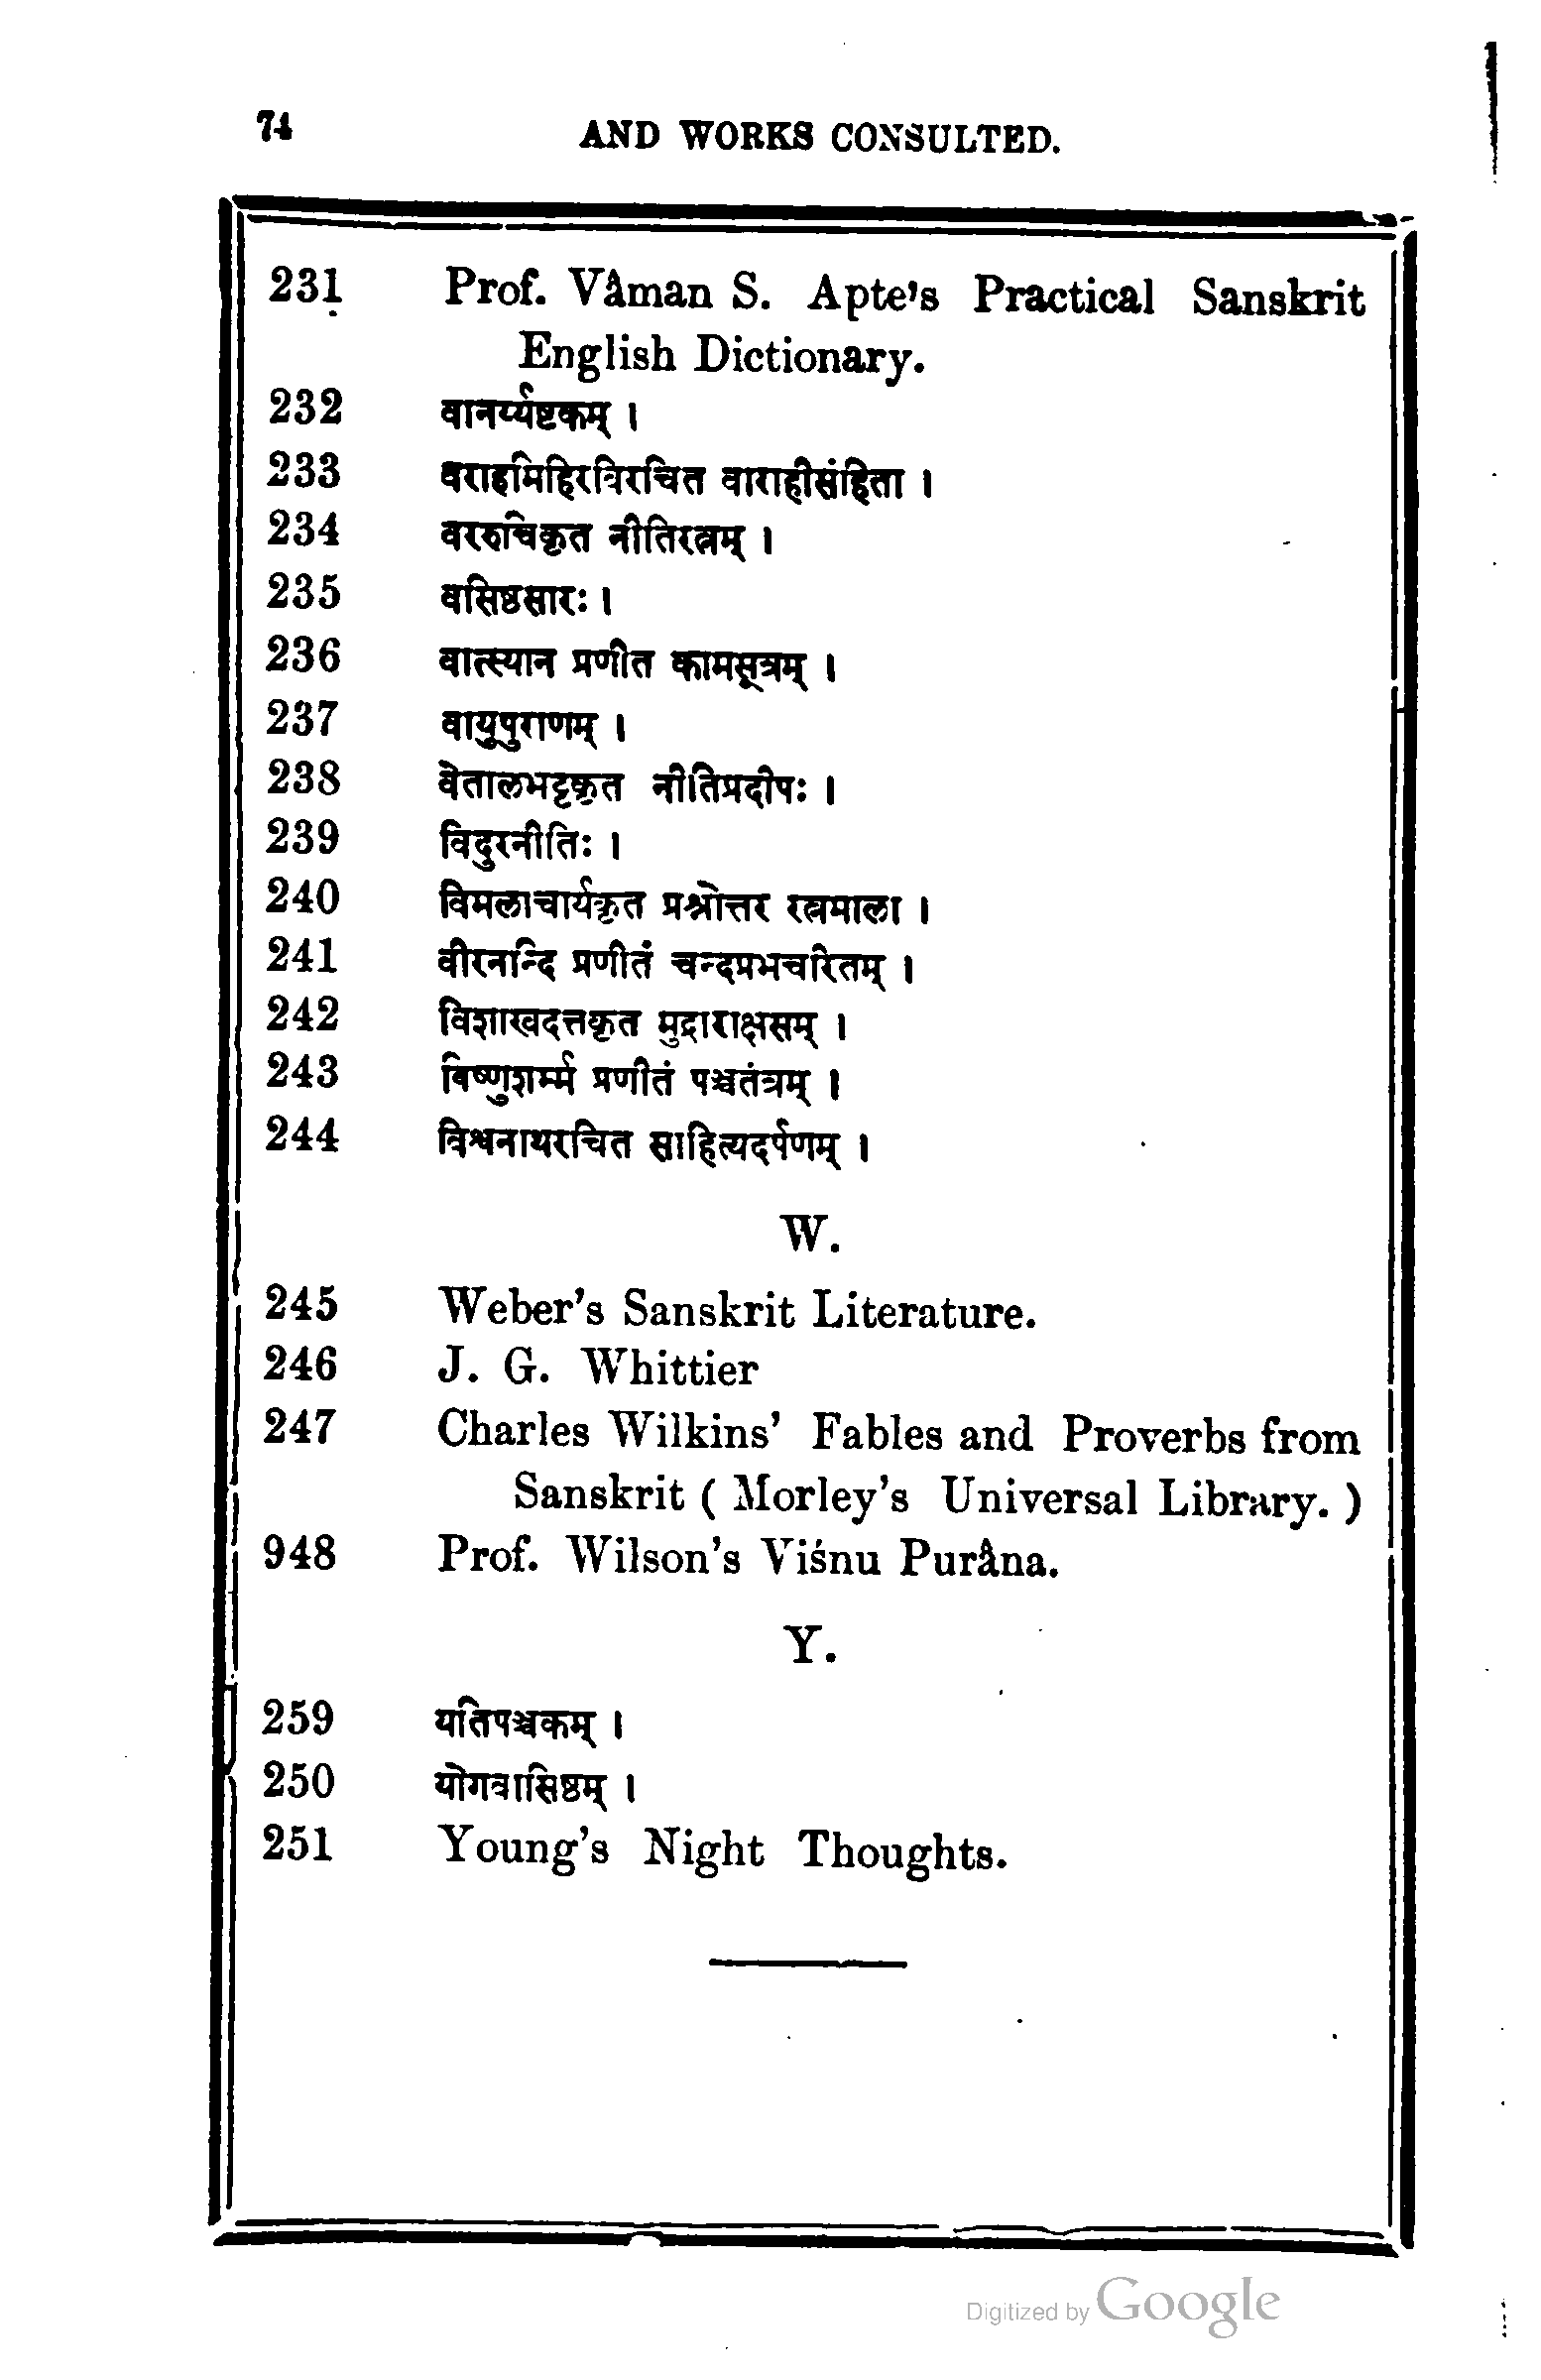 74 AND WORKS CONSULTED.
231 Prof. Vâman S. Apte's Practical Sanskrit
English Dictionary.
232 वानर्य्यष्टकम् ।
233 वराहमिहिरविरचित वाराहीसंहिता ।
234 वररुचिकृत नीतिरत्नम् ।
235 वसिष्ठसारः ।
236 वात्स्यान प्रणीत कामसूत्रम् ।
237 वायुपुराणम् ।
238 वेतालभट्टकृत नीतिप्रदीपः ।
239 विदुरनीतिः ।
240 विमलाचार्यकृत प्रश्नोत्तर रत्नमाला ।
241 वीरनन्दि प्रणीतं चन्दप्रभचरितम् ।
242 विशाखदत्तकृत मुद्राराक्षसम् ।
243 विष्णुशर्म्म प्रणीतं पञ्चतंत्रम् ।
244 विश्वनाथरचित साहित्यदर्पणम् ।
W.
245 Weber's Sanskrit Literature.
246 J. G. Whittier
247 Charles Wilkins' Fables and Proverbs from
Sanskrit ( Morley's Universal Library. )
948 Prof. Wilson's Viśnu Purâna.
Y.
259 यतिपञ्चकम् ।
250 योगवासिष्ठम् ।
251 Young's Night Thoughts.
Digitized by Google